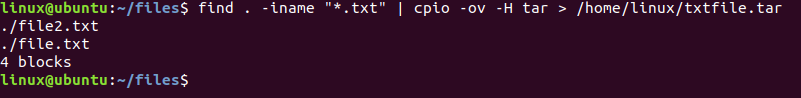 linux@ubuntu:~/files$ find . -iname "*.txt" | cpio -ov -H tar > /home/linux/txtfile.tar
./file2.txt
./file.txt
4 blocks
linux@ubuntu:~/files$